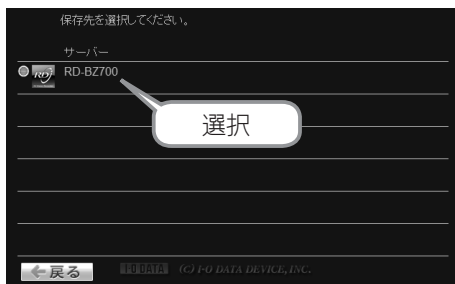 保存先を選択してください。
サーバー
RD
RD-BZ700
選択
戻る
I-O DATA (C) I-O DATA DEVICE, INC.